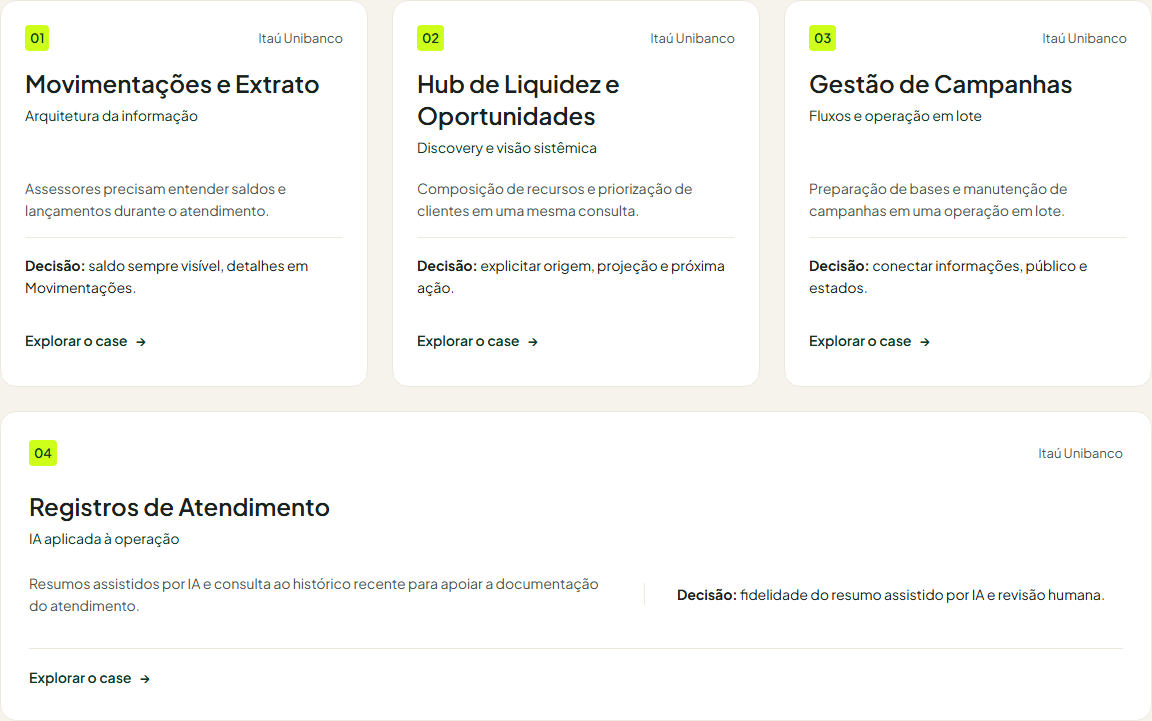 01
Itaú Unibanco
Movimentações e Extrato
Arquitetura da informação
Assessores precisam entender saldos e
lançamentos durante o atendimento.
Decisão: saldo sempre visível, detalhes em
Movimentações.
Explorar o case →
02
Itaú Unibanco
Hub de Liquidez e
Oportunidades
Discovery e visão sistêmica
Composição de recursos e priorização de
clientes em uma mesma consulta.
Decisão: explicitar origem, projeção e próxima
ação.
Explorar o case →
03
Itaú Unibanco
Gestão de Campanhas
Fluxos e operação em lote
Preparação de bases e manutenção de
campanhas em uma operação em lote.
Decisão: conectar informações, público e
estados.
Explorar o case →
04
Itaú Unibanco
Registros de Atendimento
IA aplicada à operação
Resumos assistidos por IA e consulta ao histórico recente para apoiar a documentação
do atendimento.
Decisão: fidelidade do resumo assistido por IA e revisão humana.
Explorar o case →